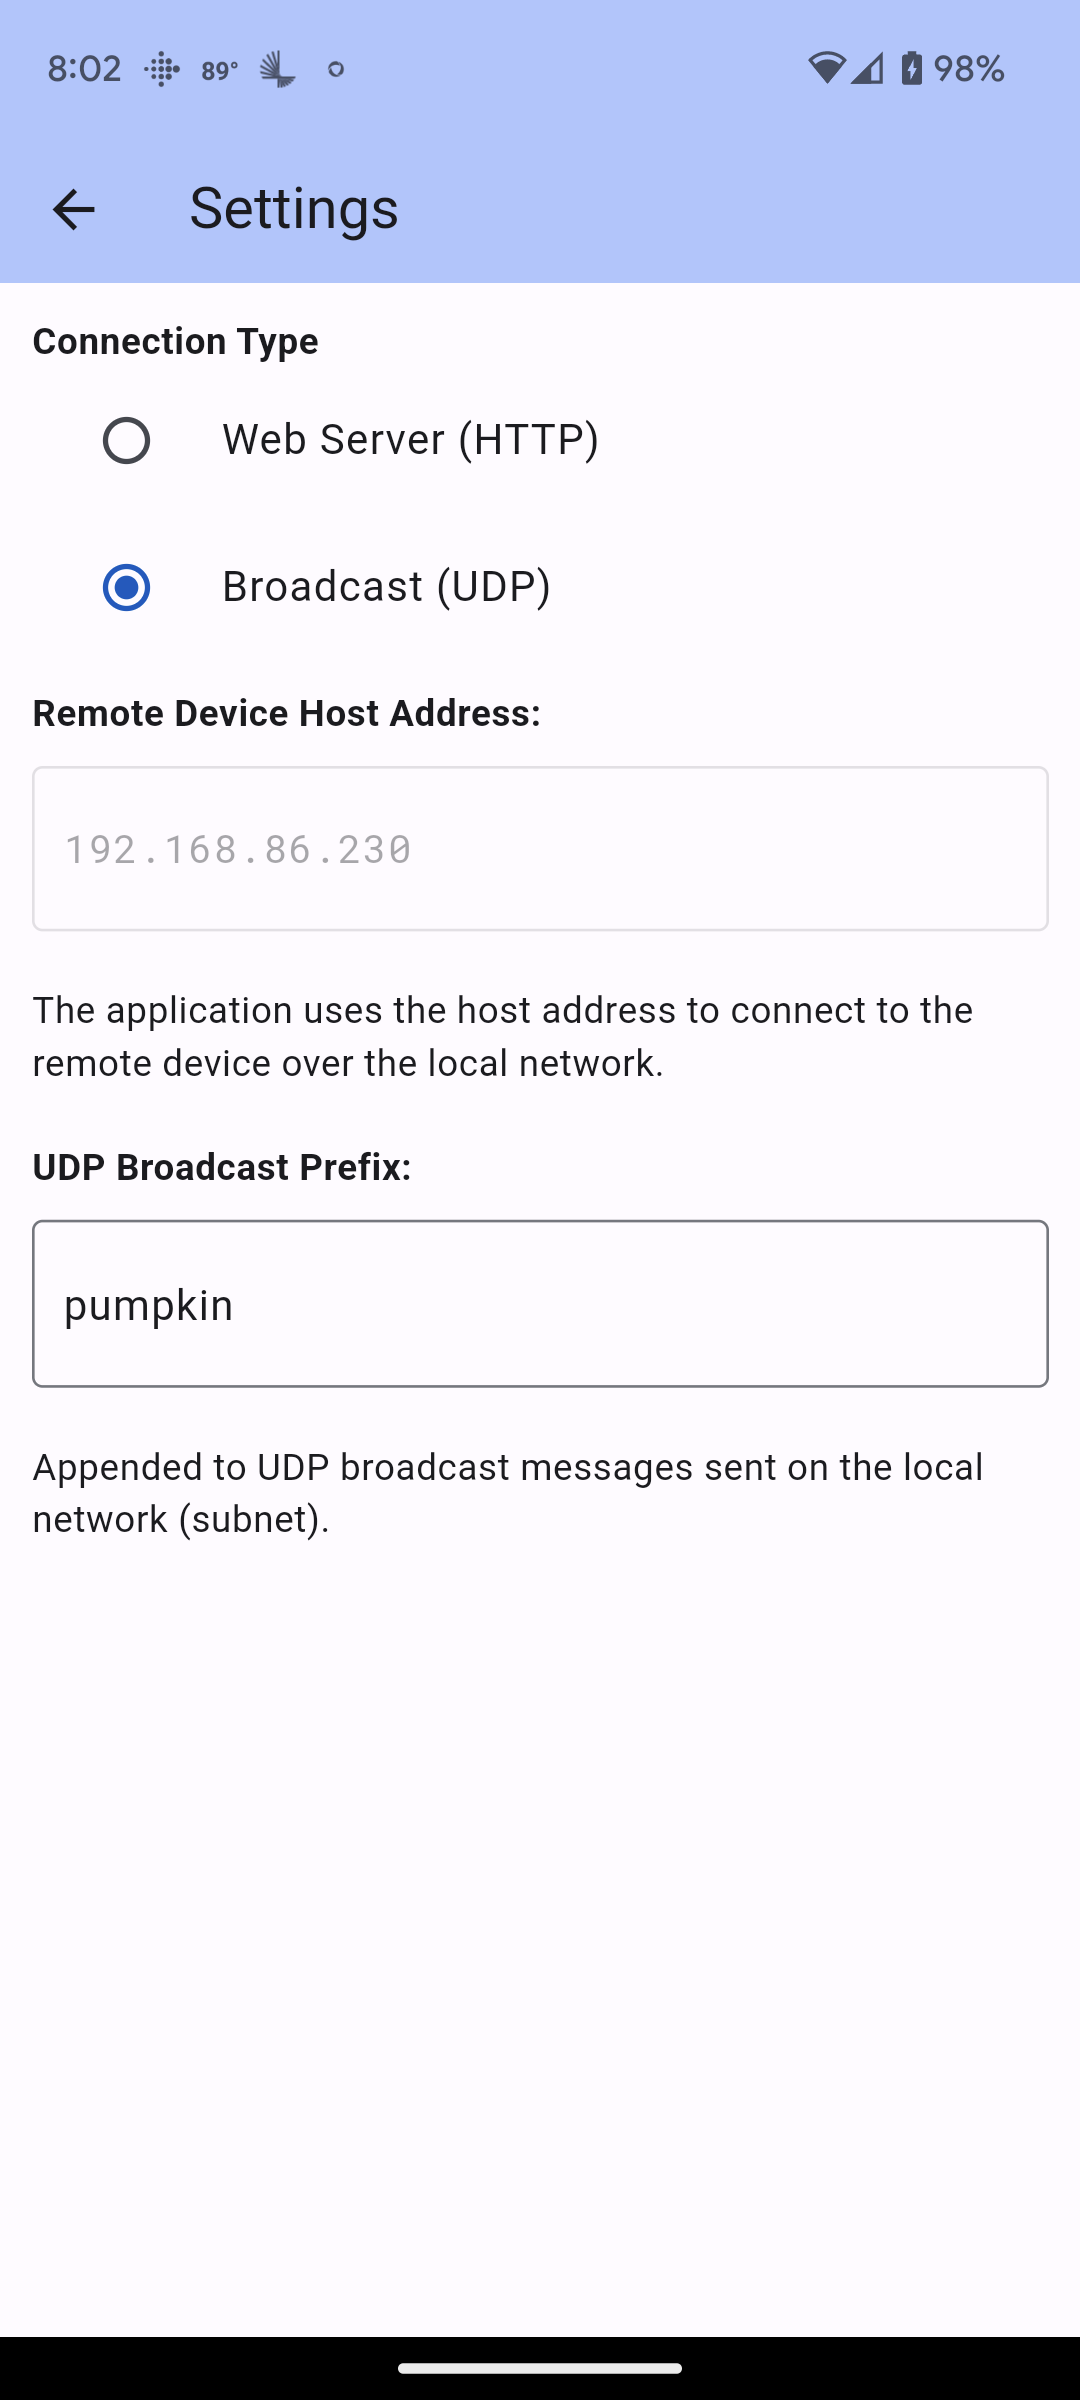 8:02 89° 98%
Settings
Connection Type
Web Server (HTTP)
Broadcast (UDP)
Remote Device Host Address:
192.168.86.230
The application uses the host address to connect to the
remote device over the local network.
UDP Broadcast Prefix:
pumpkin
Appended to UDP broadcast messages sent on the local
network (subnet).